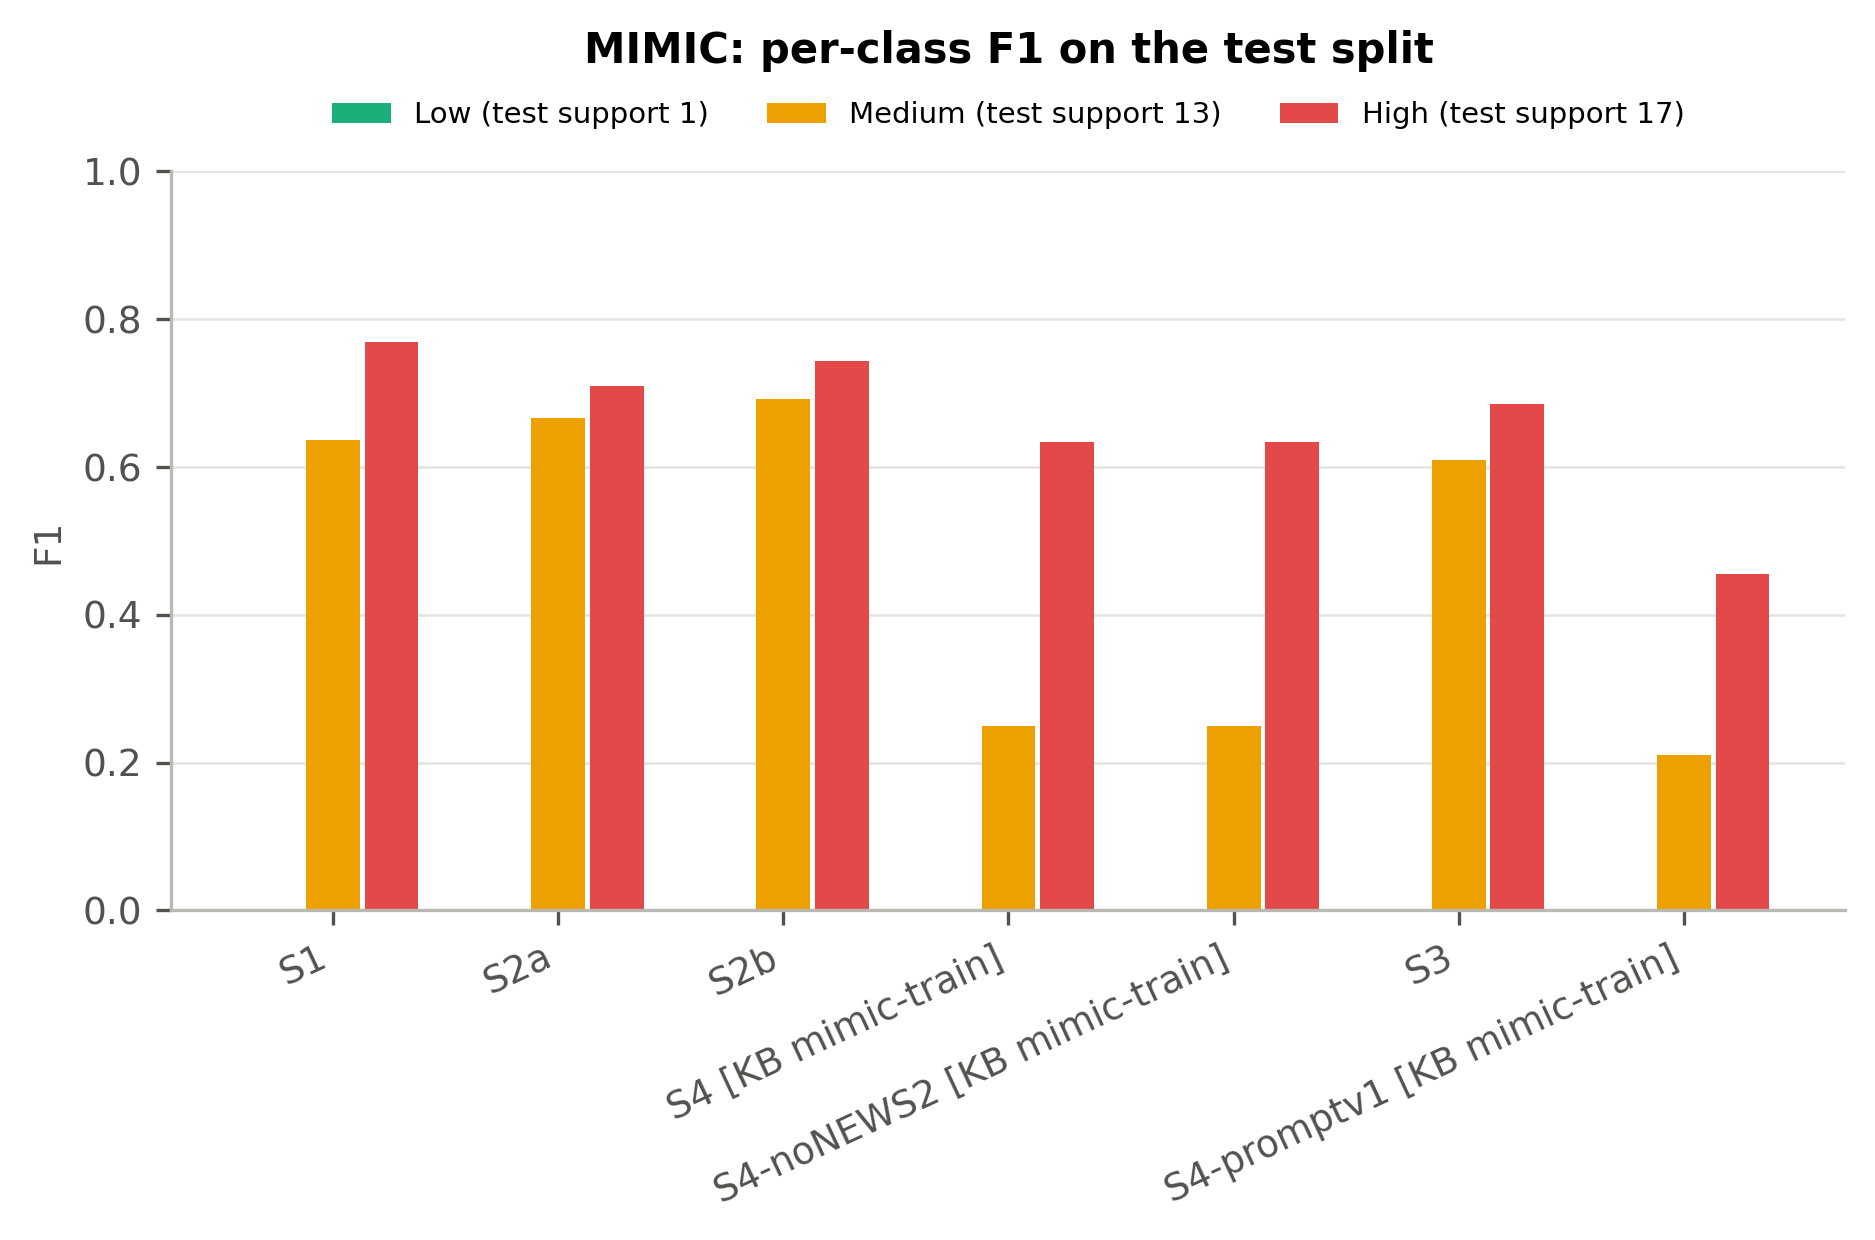 MIMIC: per-class F1 on the test split
Low (test support 1)
Medium (test support 13)
High (test support 17)
1.0
0.8
0.6
0.4
0.2
0.0
F1
S1
S2a
S2b
S4 [KB mimic-train]
S4-noNEWS2 [KB mimic-train]
S3
S4-promptv1 [KB mimic-train]